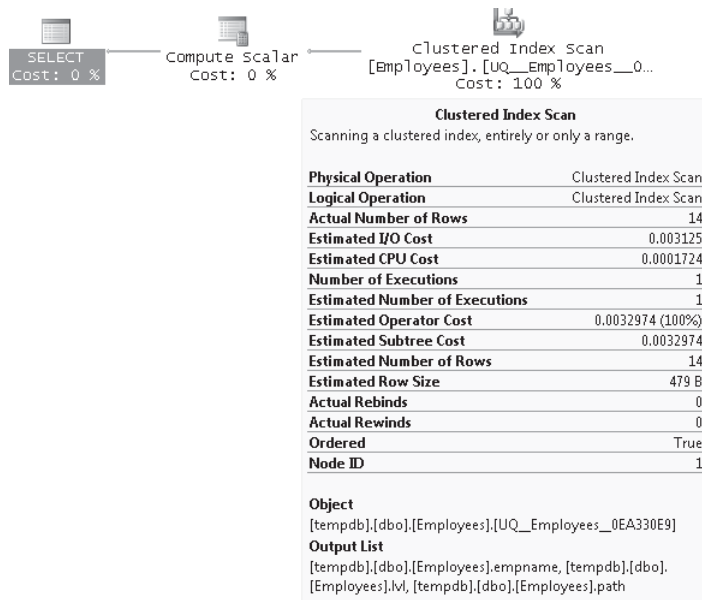 SELECT
Cost: 0 %
Compute Scalar
Cost: 0 %
Clustered Index Scan
[Employees].[UQ__Employees__0…
Cost: 100 %
Clustered Index Scan
Scanning a clustered index, entirely or only a range.
Physical Operation Clustered Index Scan
Logical Operation Clustered Index Scan
Actual Number of Rows 14
Estimated I/O Cost 0.003125
Estimated CPU Cost 0.0001724
Number of Executions 1
Estimated Number of Executions 1
Estimated Operator Cost 0.0032974 (100%)
Estimated Subtree Cost 0.0032974
Estimated Number of Rows 14
Estimated Row Size 479 B
Actual Rebinds 0
Actual Rewinds 0
Ordered True
Node ID 1
Object
[tempdb].[dbo].[Employees].[UQ__Employees__0EA330E9]
Output List
[tempdb].[dbo].[Employees].empname, [tempdb].[dbo].
[Employees].lvl, [tempdb].[dbo].[Employees].path